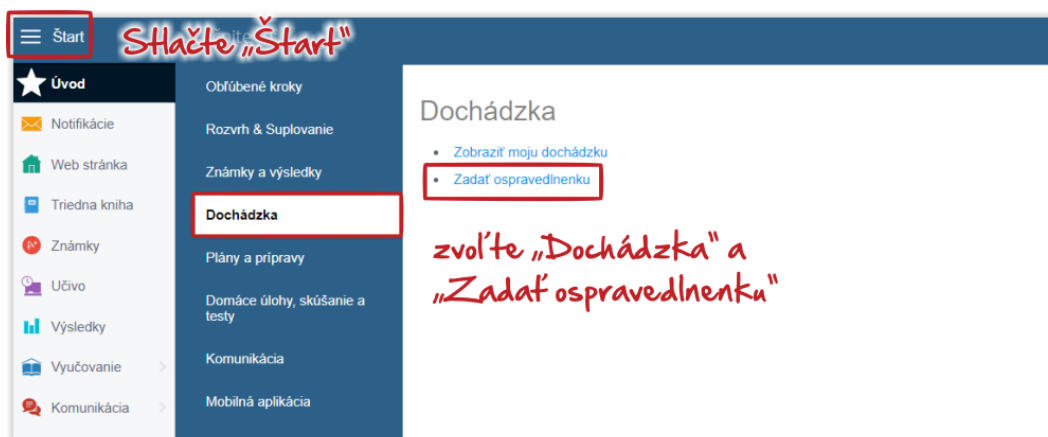 Štart
Stlačte „Štart"
Úvod
Notifikácie
Web stránka
Triedna kniha
Známky
Učivo
Výsledky
Vyučovanie
Komunikácia
Obľúbené kroky
Rozvrh & Suplovanie
Známky a výsledky
Dochádzka
Plány a prípravy
Domáce úlohy, skúšanie a
testy
Komunikácia
Mobilná aplikácia
Dochádzka
Zobraziť moju dochádzku
Zadať ospravedlnenku
zvoľte „Dochádzka" a
„Zadať ospravedlnenku"